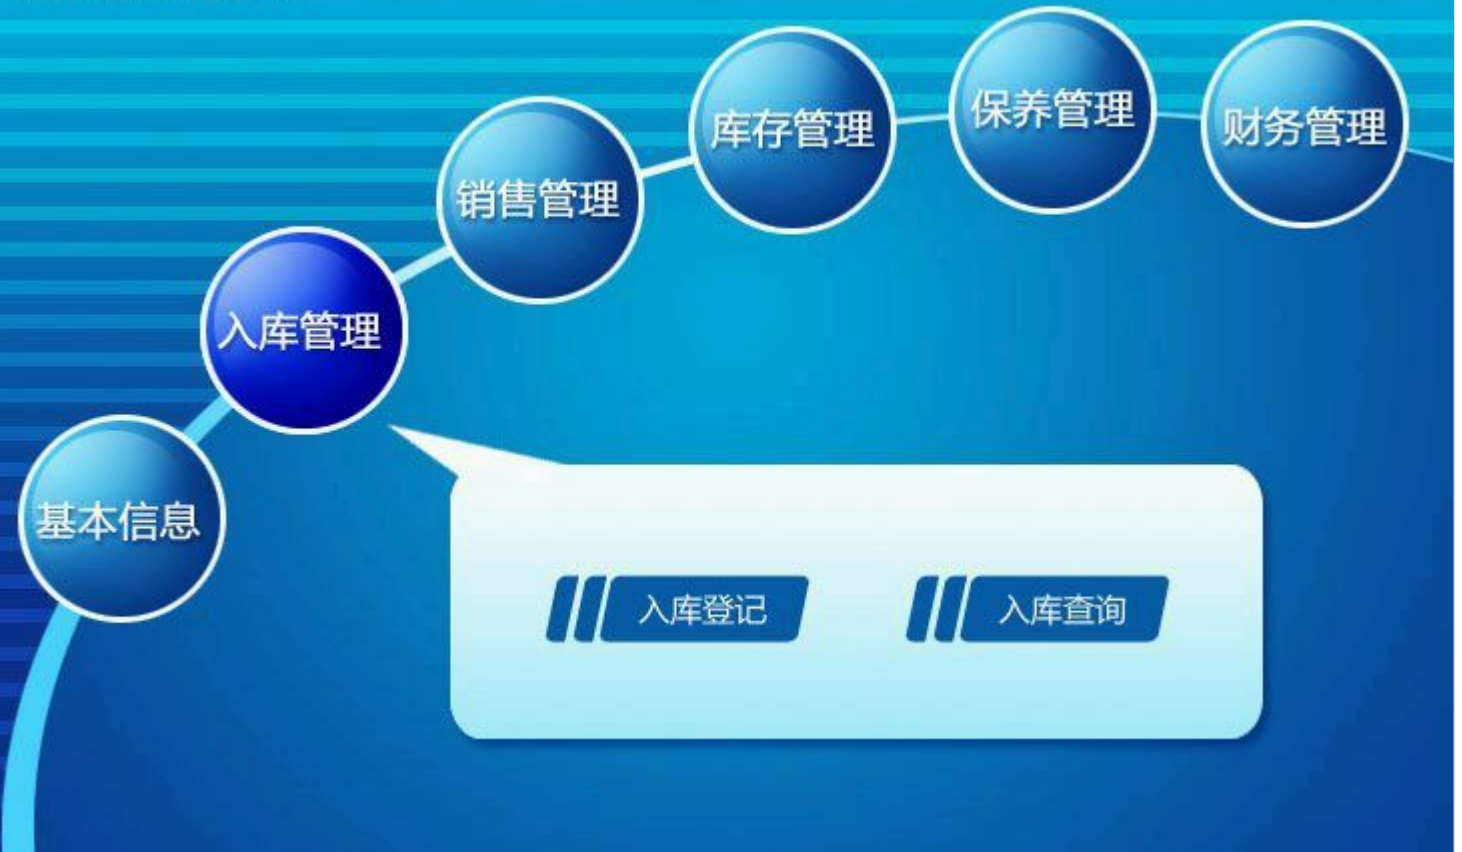 保养管理
库存管理
财务管理
销售管理
入库管理
基本信息
入库登记
入库查询